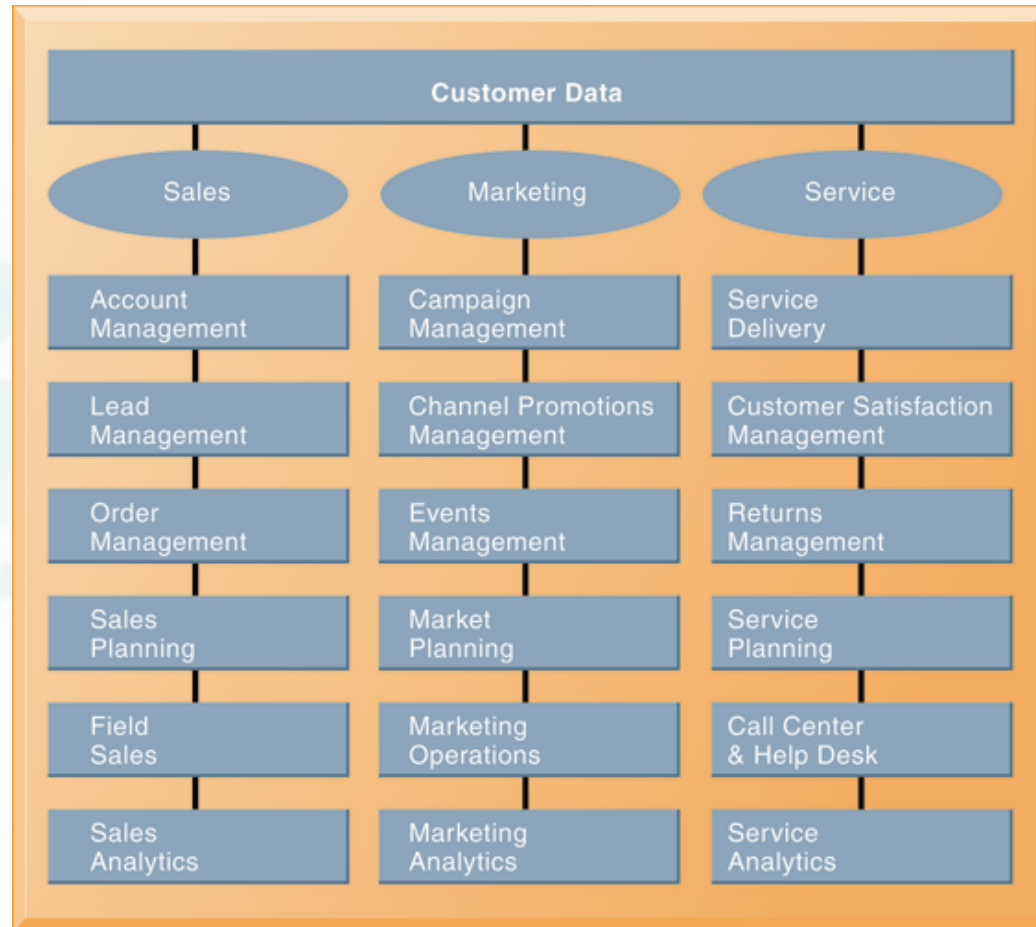 Customer Data
Sales
Marketing
Service
Account
Management
Campaign
Management
Service
Delivery
Lead
Management
Channel Promotions
Management
Customer Satisfaction
Management
Order
Management
Events
Management
Returns
Management
Sales
Planning
Market
Planning
Service
Planning
Field
Sales
Marketing
Operations
Call Center
& Help Desk
Sales
Analytics
Marketing
Analytics
Service
Analytics